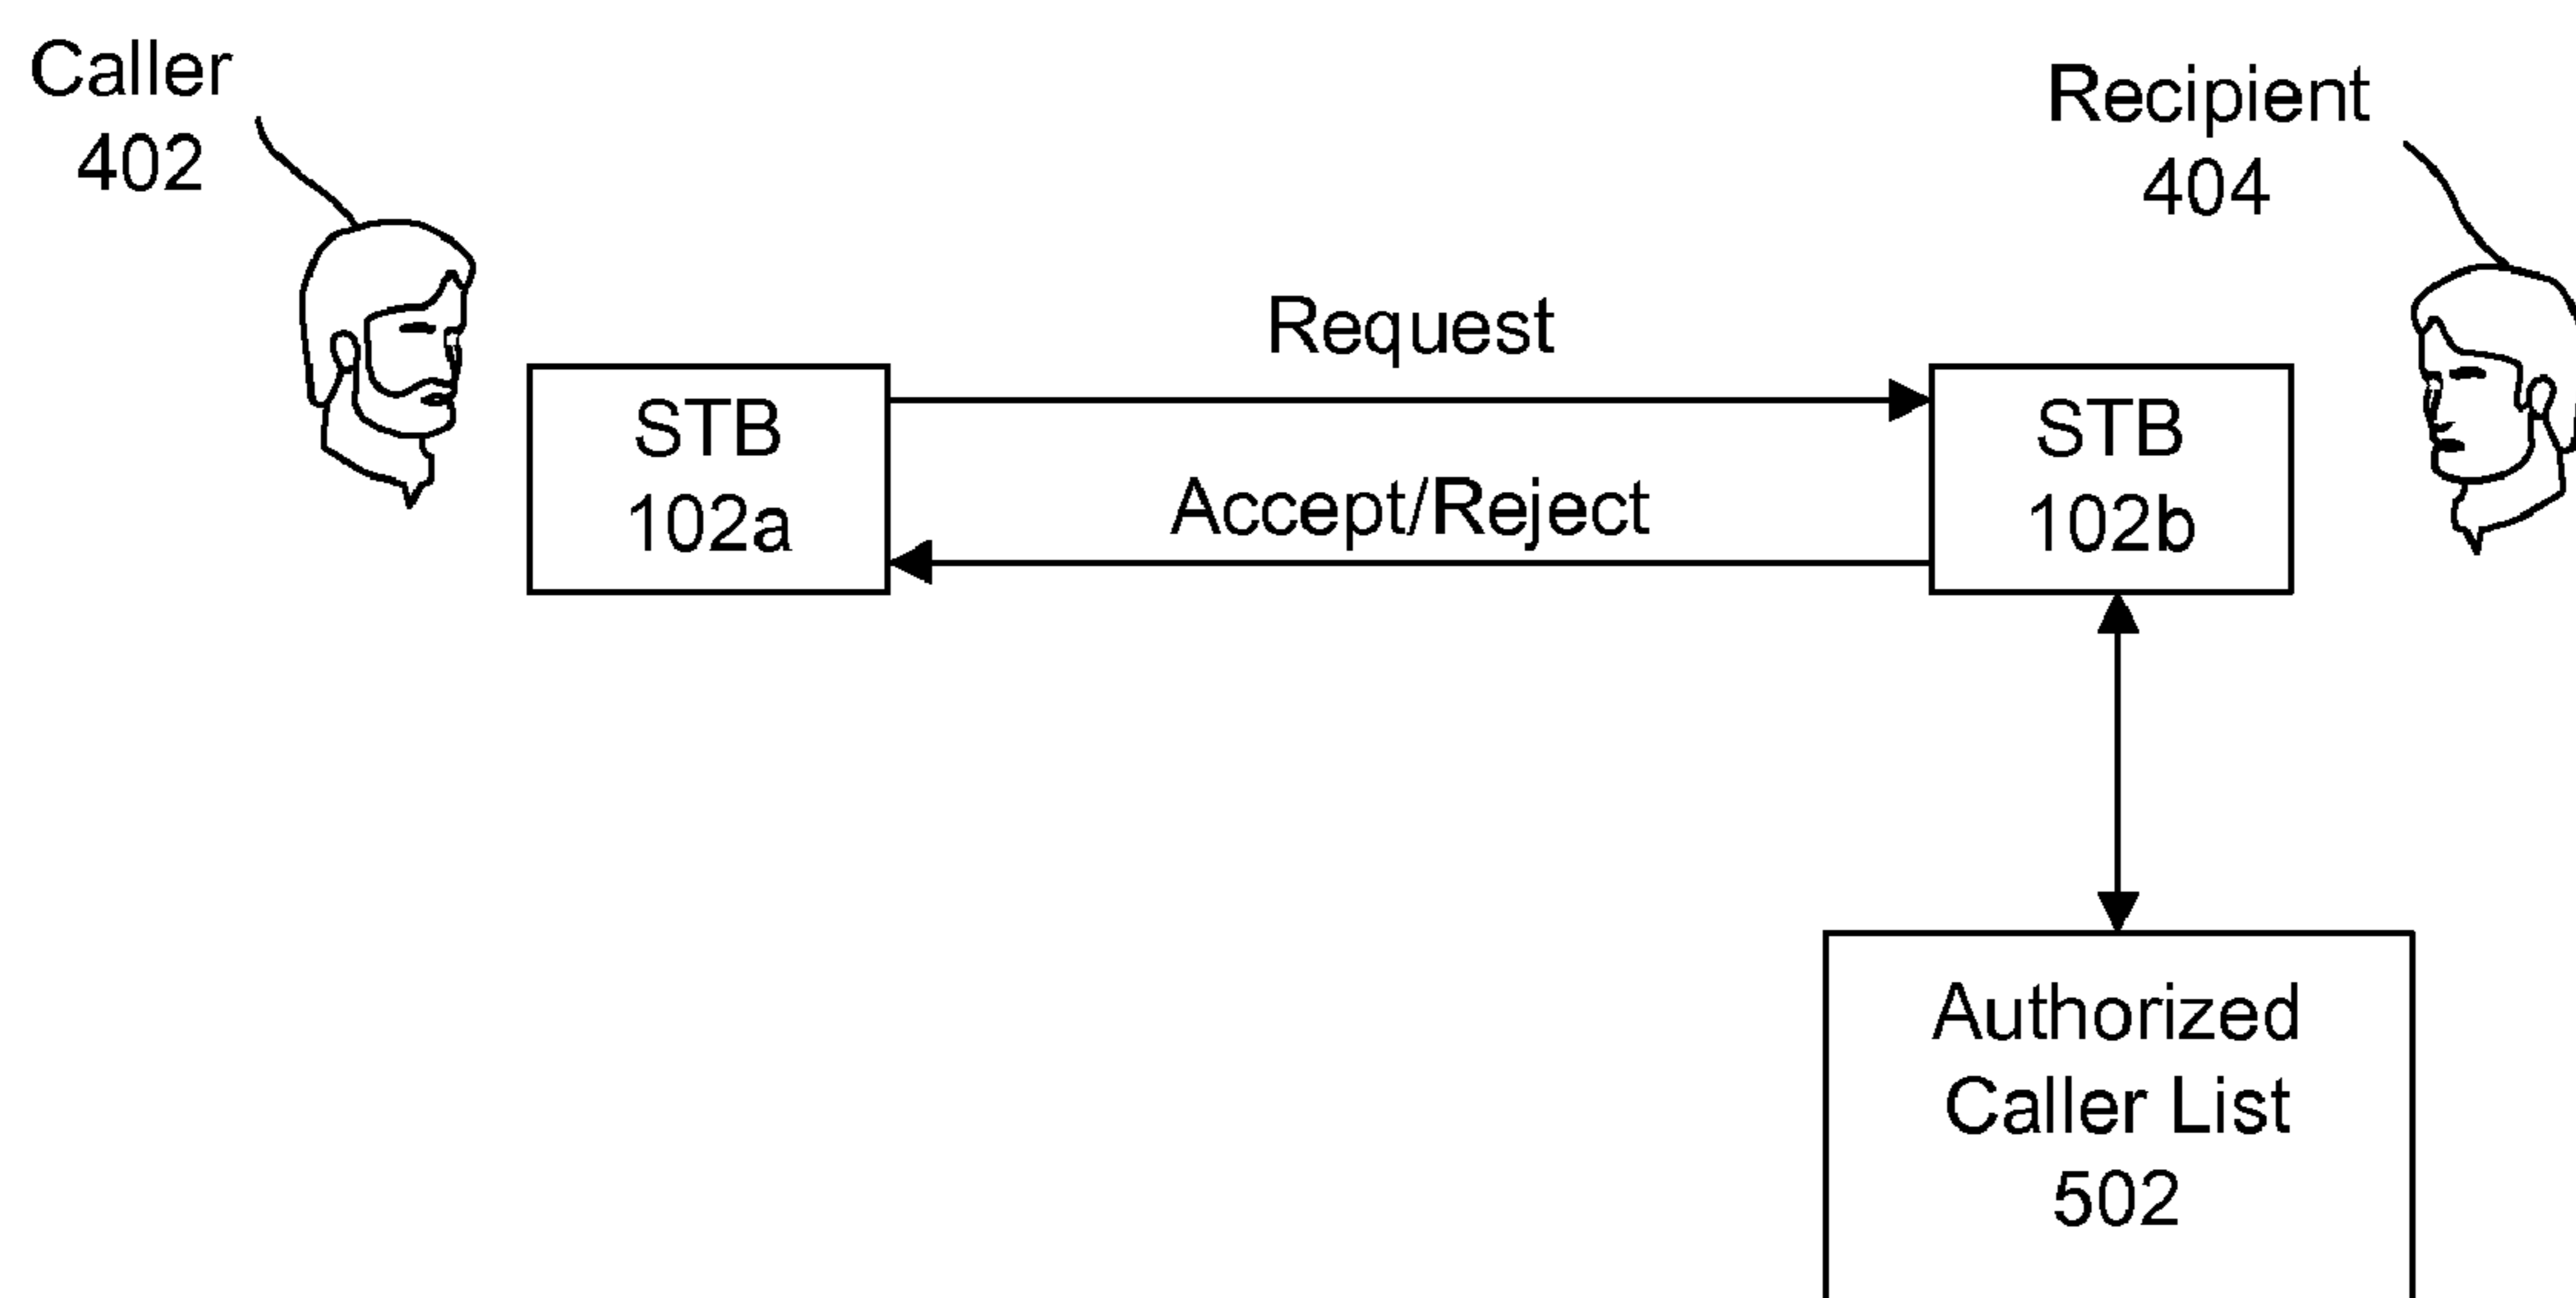 Caller
402
Recipient
404
Request
STB
102a
Accept/Reject
STB
102b
Authorized
Caller List
502